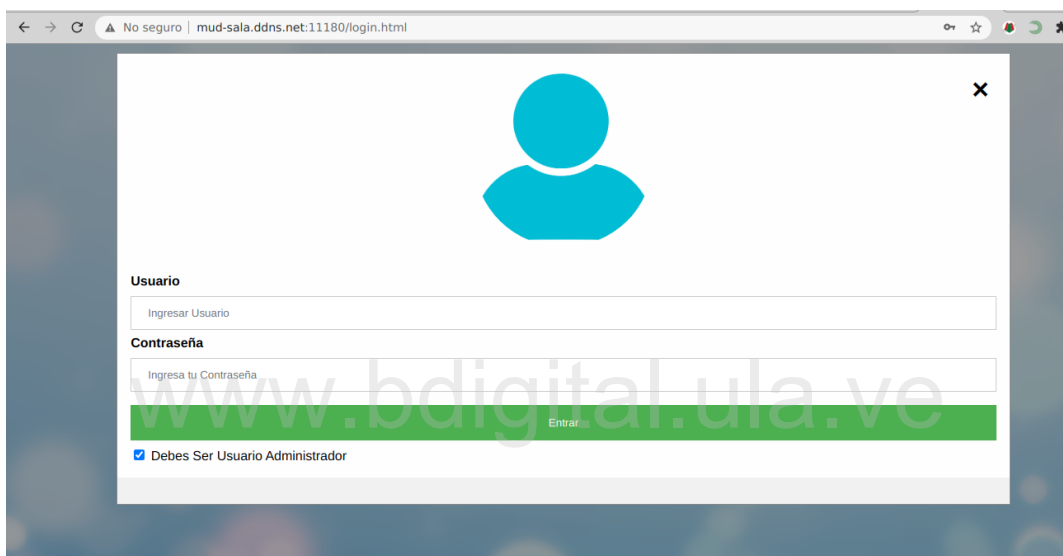 No seguro | mud-sala.ddns.net:11180/login.html
Usuario
Ingresar Usuario
Contraseña
Ingresa tu Contraseña
www.bdigital.ula.ve
Entrar
Debes Ser Usuario Administrador